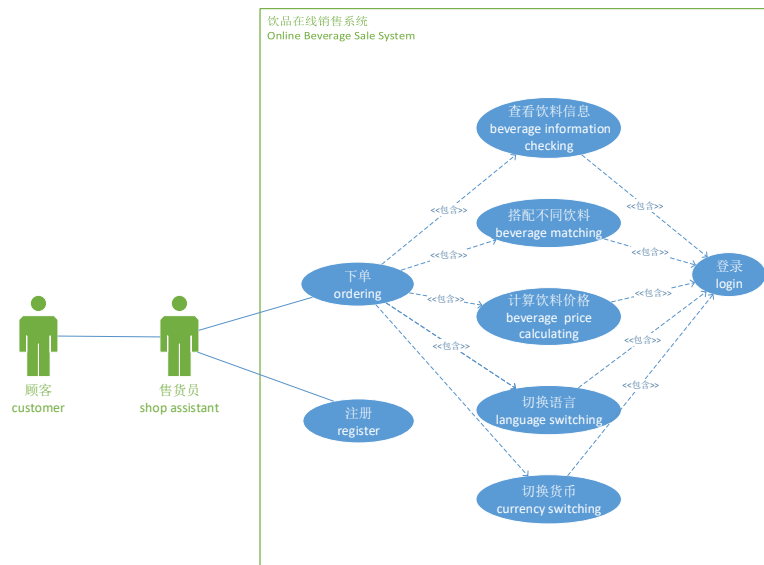 饮品在线销售系统
Online Beverage Sale System
查看饮料信息
beverage information
checking
<<包含>>
<<包含>>
搭配不同饮料
beverage matching
<<包含>>
<<包含>>
下单
ordering
登录
login
<<包含>>
计算饮料价格
beverage price
calculating
<<包含>>
<<包含>>
<<包含>>
<<包含>>
顾客
customer
售货员
shop assistant
切换语言
language switching
注册
register
切换货币
currency switching